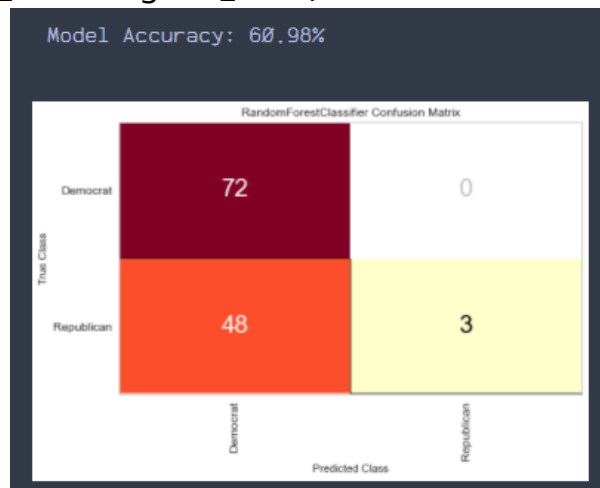 Model Accuracy: 60.98%
RandomForestClassifier Confusion Matrix
True Class
Democrat
72
0
Republican
48
3
Democrat
Republican
Predicted Class